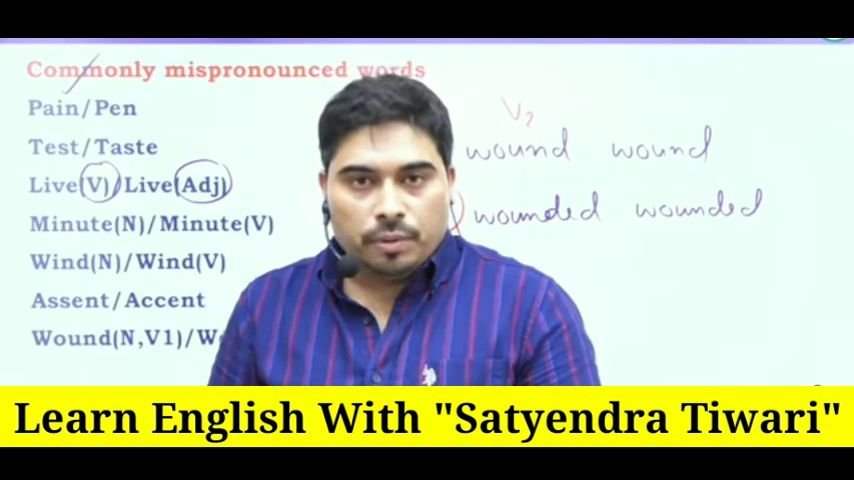 Commonly mispronounced words
Pain/Pen
Test/Taste
Live(V)/Live(Adj)
Minute(N)/Minute(V)
Wind(N)/Wind(V)
Assent/Accent
Wound(N,V1)/
V2
wound wound
wounded wounded
Learn English With "Satyendra Tiwari"